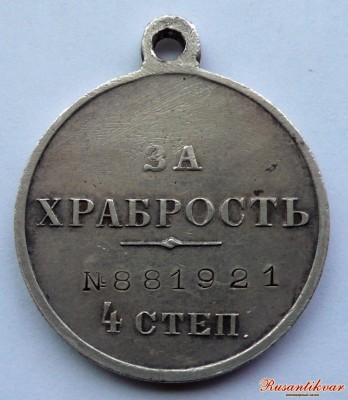 ЗА
ХРАБРОСТЬ
№881921
4 СТЕП.
Rusantikvar